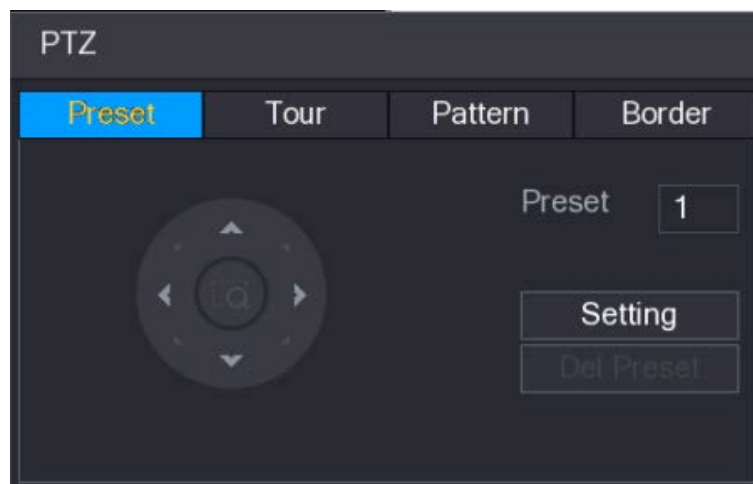 PTZ
Preset Tour Pattern Border
Preset 1
Setting
Del Preset